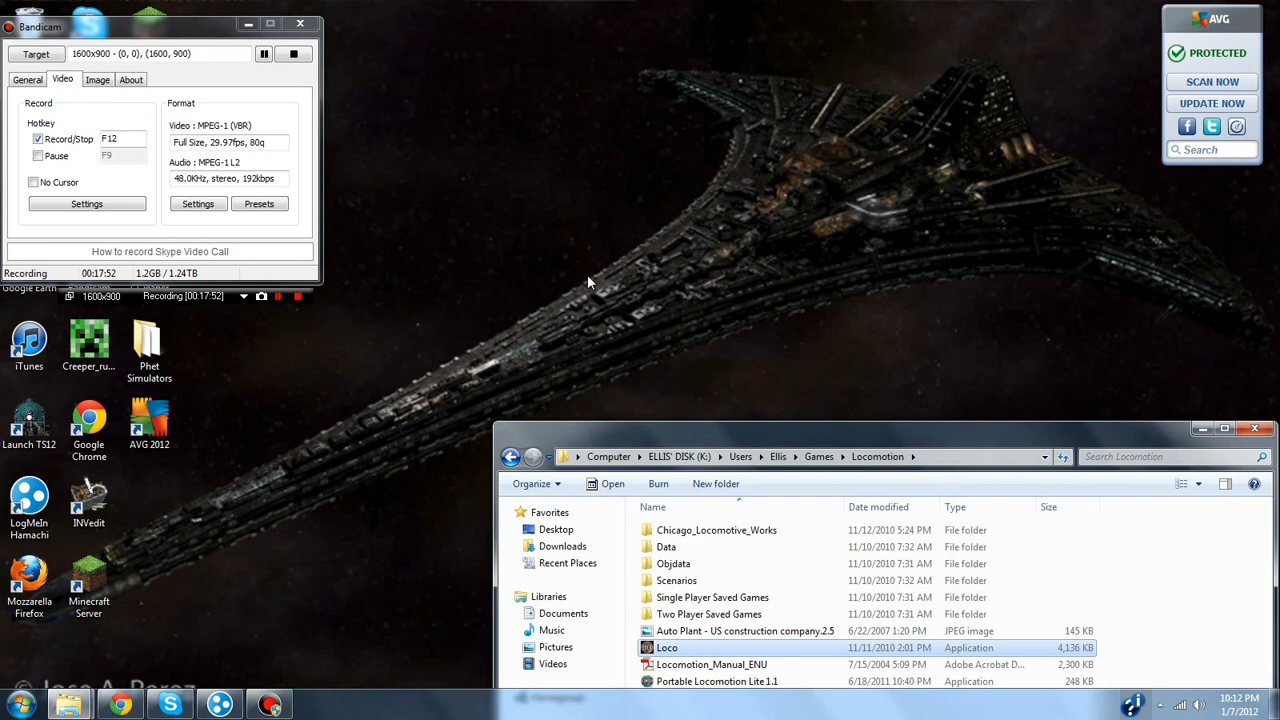 Bandicam
Target
1600x900 - (0, 0), (1600, 900)
General
Video
Image
About
Record
Hotkey
Record/Stop
F12
Pause
F9
No Cursor
Settings
Format
Video : MPEG-1 (VBR)
Full Size, 29.97fps, 80q
Audio : MPEG-1 L2
48.0KHz, stereo, 192kbps
Settings
Presets
How to record Skype Video Call
Recording
00:17:52
1.2GB / 1.24TB
1600x900
Recording [00:17:52]
AVG
PROTECTED
SCAN NOW
UPDATE NOW
Search
Google Earth
iTunes
Creeper_ru...
Phet
Simulators
Launch TS12
Google
Chrome
AVG 2012
LogMeIn
Hamachi
INVedit
Mozzarella
Firefox
Minecraft
Server
Computer
ELLIS' DISK (K:)
Users
Ellis
Games
Locomotion
Search Locomotion
Organize
Open
Burn
New folder
Favorites
Desktop
Downloads
Recent Places
Libraries
Documents
Music
Pictures
Videos
Name Date modified Type Size
Chicago_Locomotive_Works 11/12/2010 5:24 PM File folder
Data 11/10/2010 7:32 AM File folder
Objdata 11/10/2010 7:31 AM File folder
Scenarios 11/10/2010 7:32 AM File folder
Single Player Saved Games 11/10/2010 7:31 AM File folder
Two Player Saved Games 11/10/2010 7:31 AM File folder
Auto Plant - US construction company.2.5 6/22/2007 1:20 PM JPEG image 145 KB
Loco 11/11/2010 2:01 PM Application 4,136 KB
Locomotion_Manual_ENU 7/15/2004 5:09 PM Adobe Acrobat D... 2,300 KB
Portable Locomotion Lite 1.1 6/18/2011 10:40 PM Application 248 KB
10:12 PM
1/7/2012